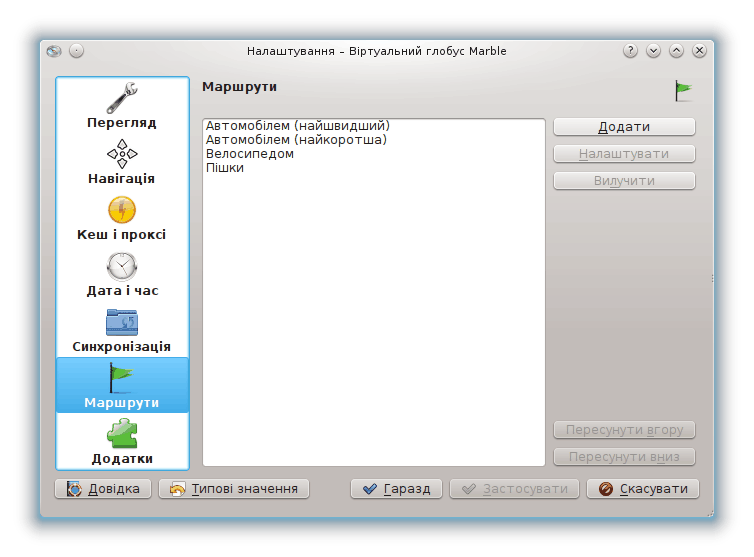 Налаштування – Віртуальний глобус Marble
Перегляд
Навігація
Кеш і проксі
Дата і час
Синхронізація
Маршрути
Додатки
Маршрути
Автомобілем (найшвидший)
Автомобілем (найкоротша)
Велосипедом
Пішки
Додати
Налаштувати
Вилучити
Пересунути вгору
Пересунути вниз
Довідка
Типові значення
Гаразд
Застосувати
Скасувати